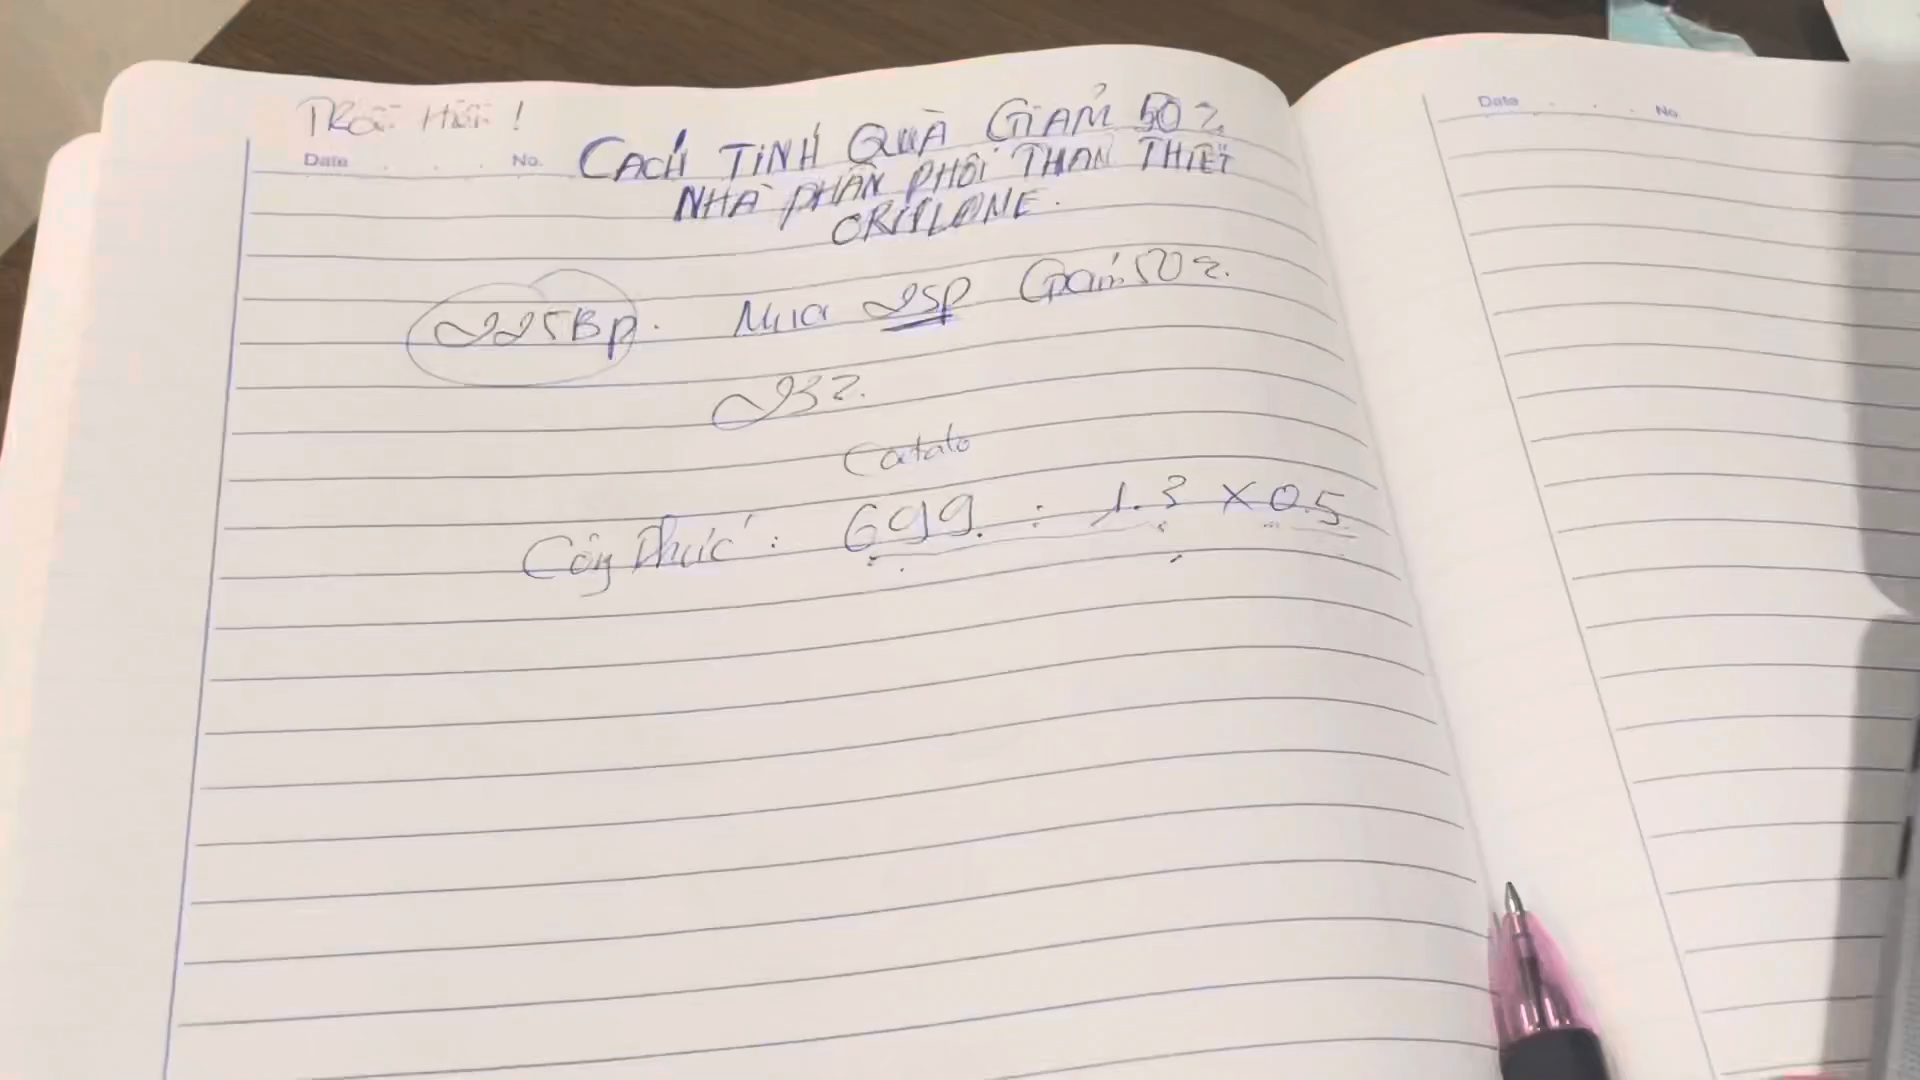 Date No.
CÁCH TÍNH QUÀ GIẢM 50%
NHÀ PHÂN PHỐI THÂN THIẾT
ORIFLAME.
225Bp. Mua 2SP Giảm 50%.
23%.
Catalo
Công thức: 699 : 1.3 x 0.5
Date No